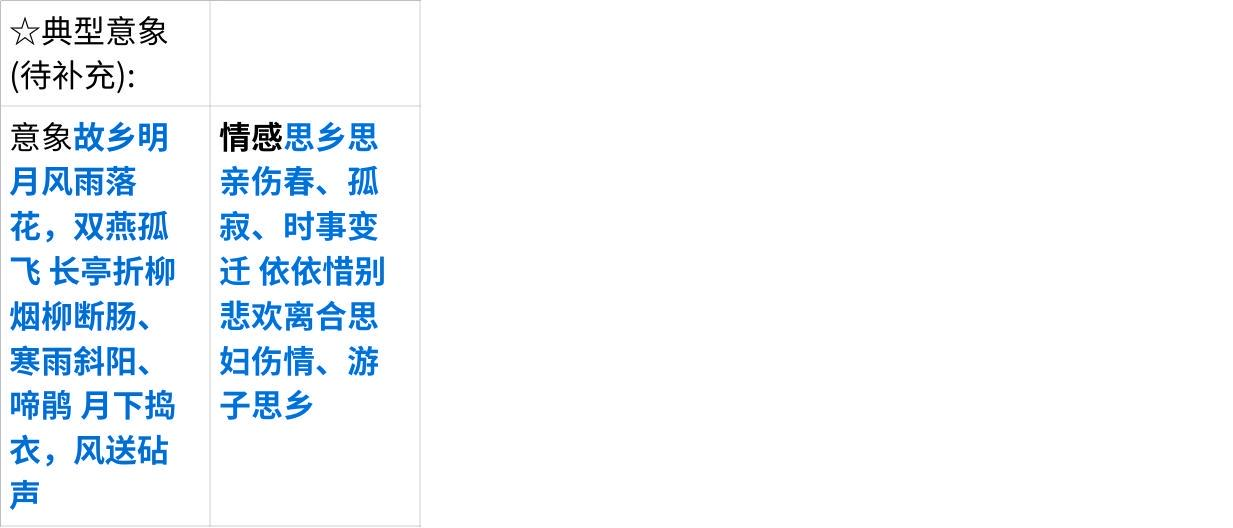 ☆典型意象
(待补充):
意象故乡明
月风雨落
花，双燕孤
飞 长亭折柳
烟柳断肠、
寒雨斜阳、
啼鹃 月下捣
衣，风送砧
声
情感思乡思
亲伤春、孤
寂、时事变
迁 依依惜别
悲欢离合思
妇伤情、游
子思乡